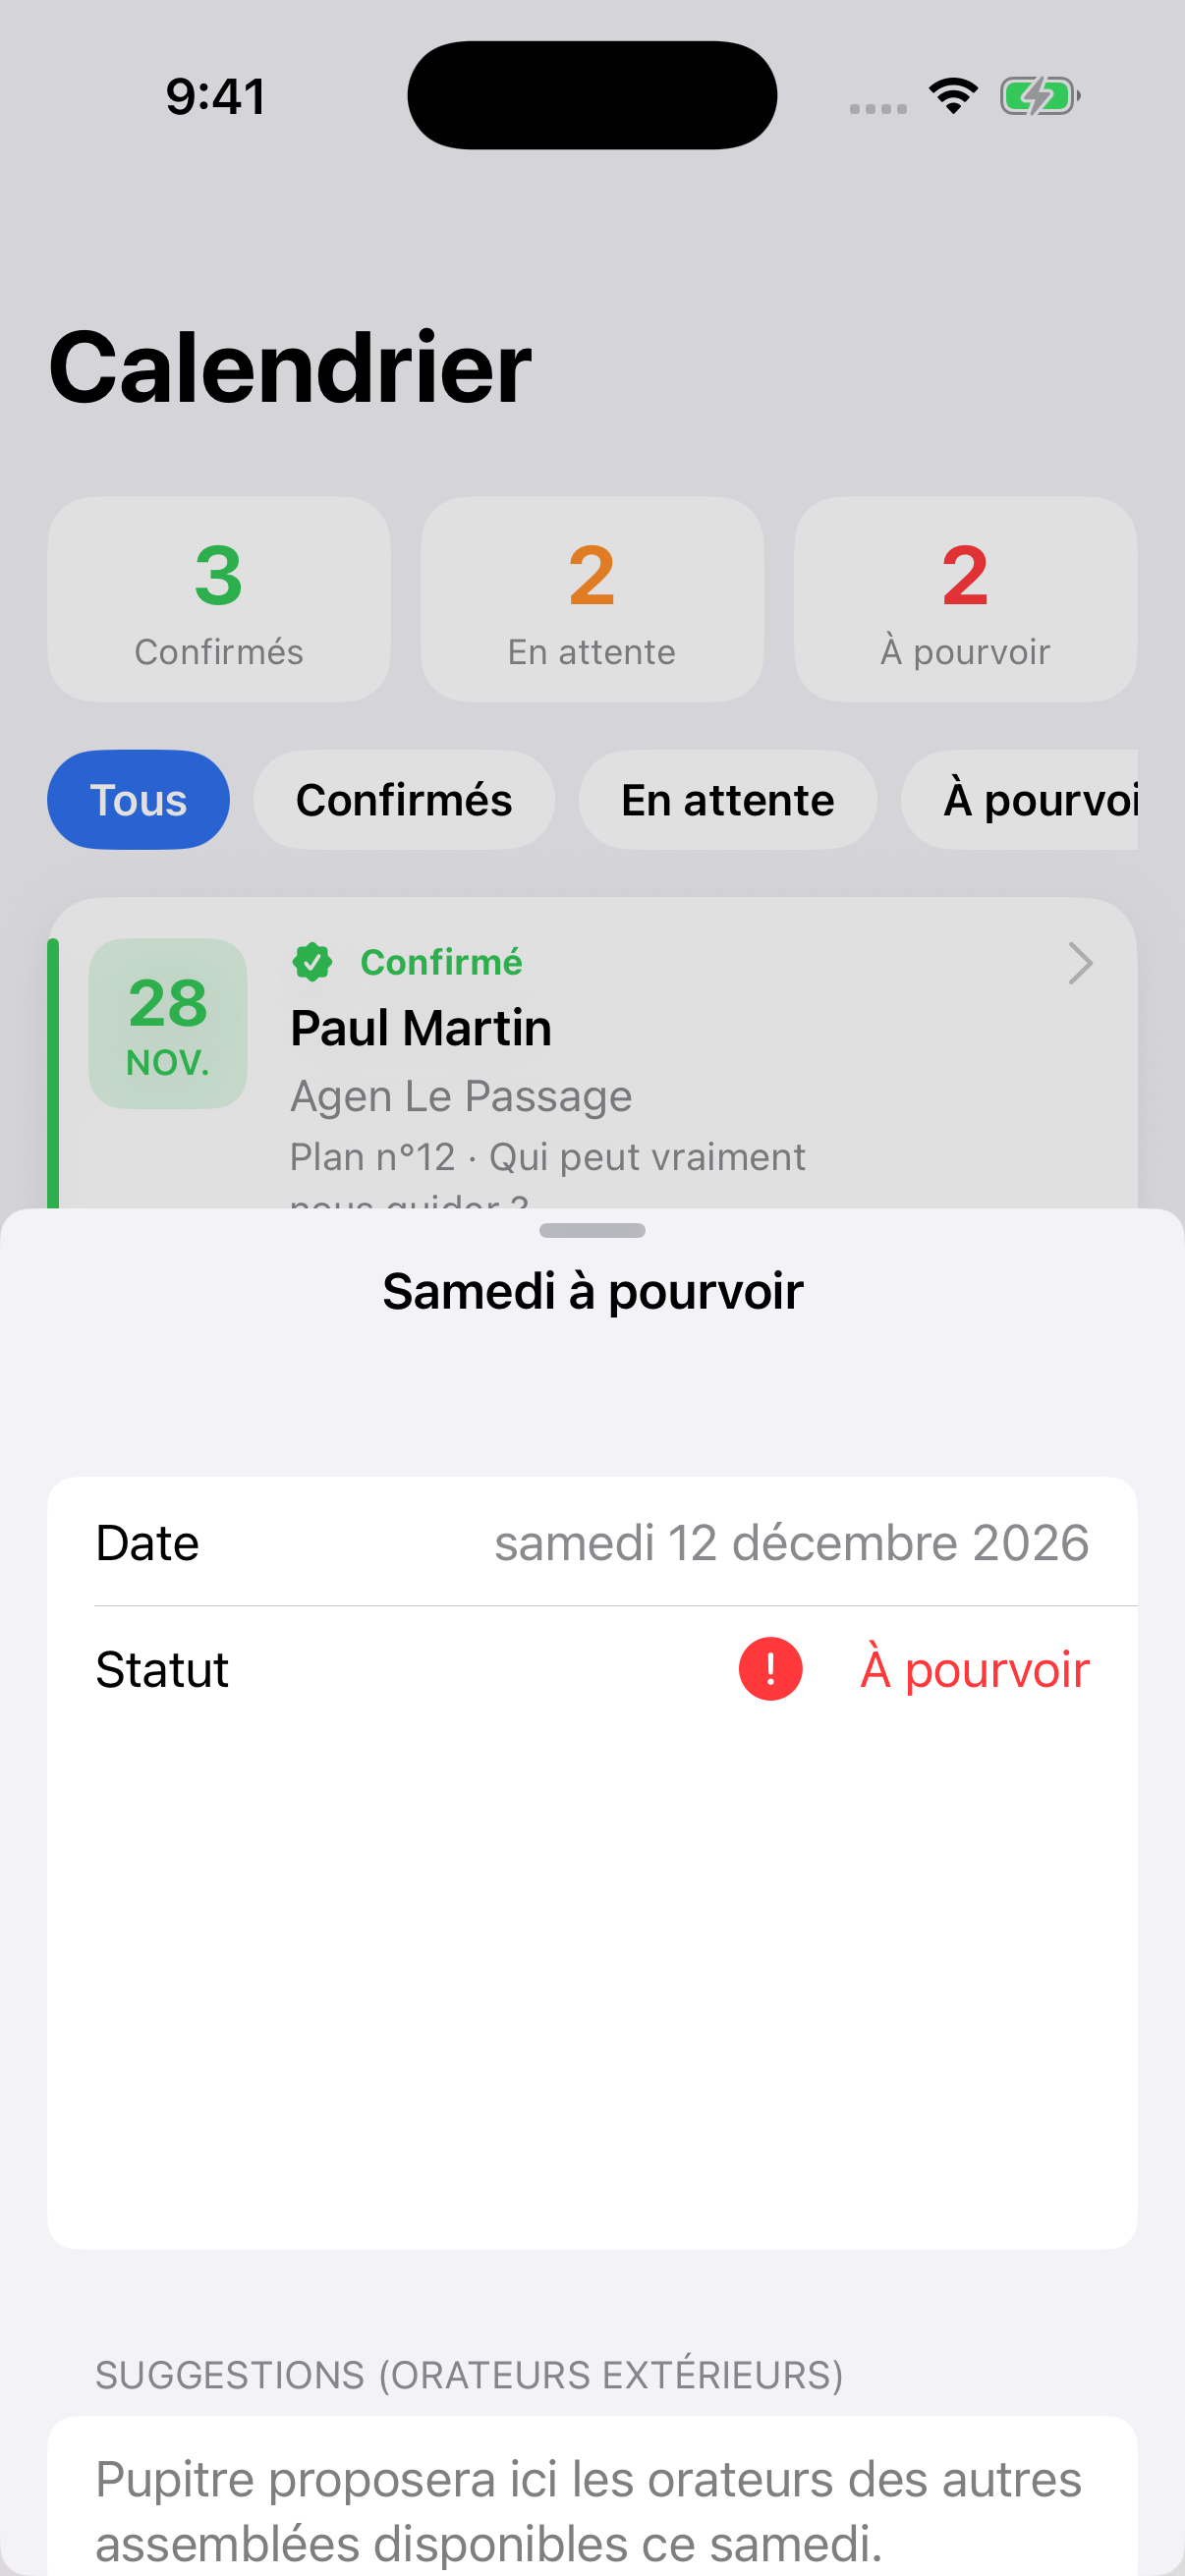 9:41
Calendrier
3
Confirmés
2
En attente
2
À pourvoir
Tous
Confirmés
En attente
À pourvoi
28
NOV.
Confirmé
Paul Martin
Agen Le Passage
Plan n°12 · Qui peut vraiment
nous guider ?
Samedi à pourvoir
Date
samedi 12 décembre 2026
Statut
À pourvoir
SUGGESTIONS (ORATEURS EXTÉRIEURS)
Pupitre proposera ici les orateurs des autres
assemblées disponibles ce samedi.